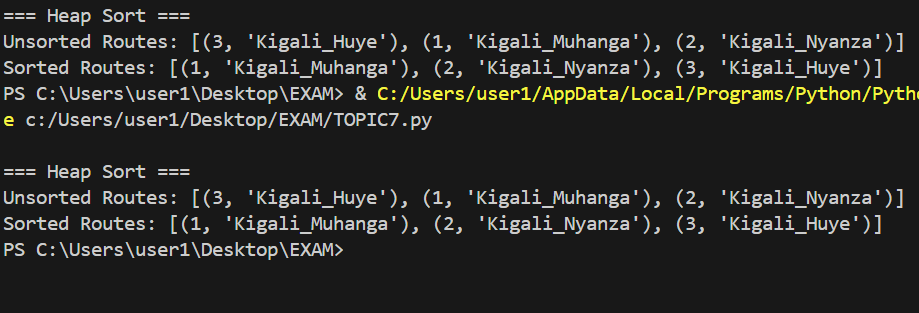 === Heap Sort ===
Unsorted Routes: [(3, 'Kigali_Huye'), (1, 'Kigali_Muhanga'), (2, 'Kigali_Nyanza')]
Sorted Routes: [(1, 'Kigali_Muhanga'), (2, 'Kigali_Nyanza'), (3, 'Kigali_Huye')]
PS C:\Users\user1\Desktop\EXAM> & C:/Users/user1/AppData/Local/Programs/Python/Pyth
e c:/Users/user1/Desktop/EXAM/TOPIC7.py
=== Heap Sort ===
Unsorted Routes: [(3, 'Kigali_Huye'), (1, 'Kigali_Muhanga'), (2, 'Kigali_Nyanza')]
Sorted Routes: [(1, 'Kigali_Muhanga'), (2, 'Kigali_Nyanza'), (3, 'Kigali_Huye')]
PS C:\Users\user1\Desktop\EXAM>